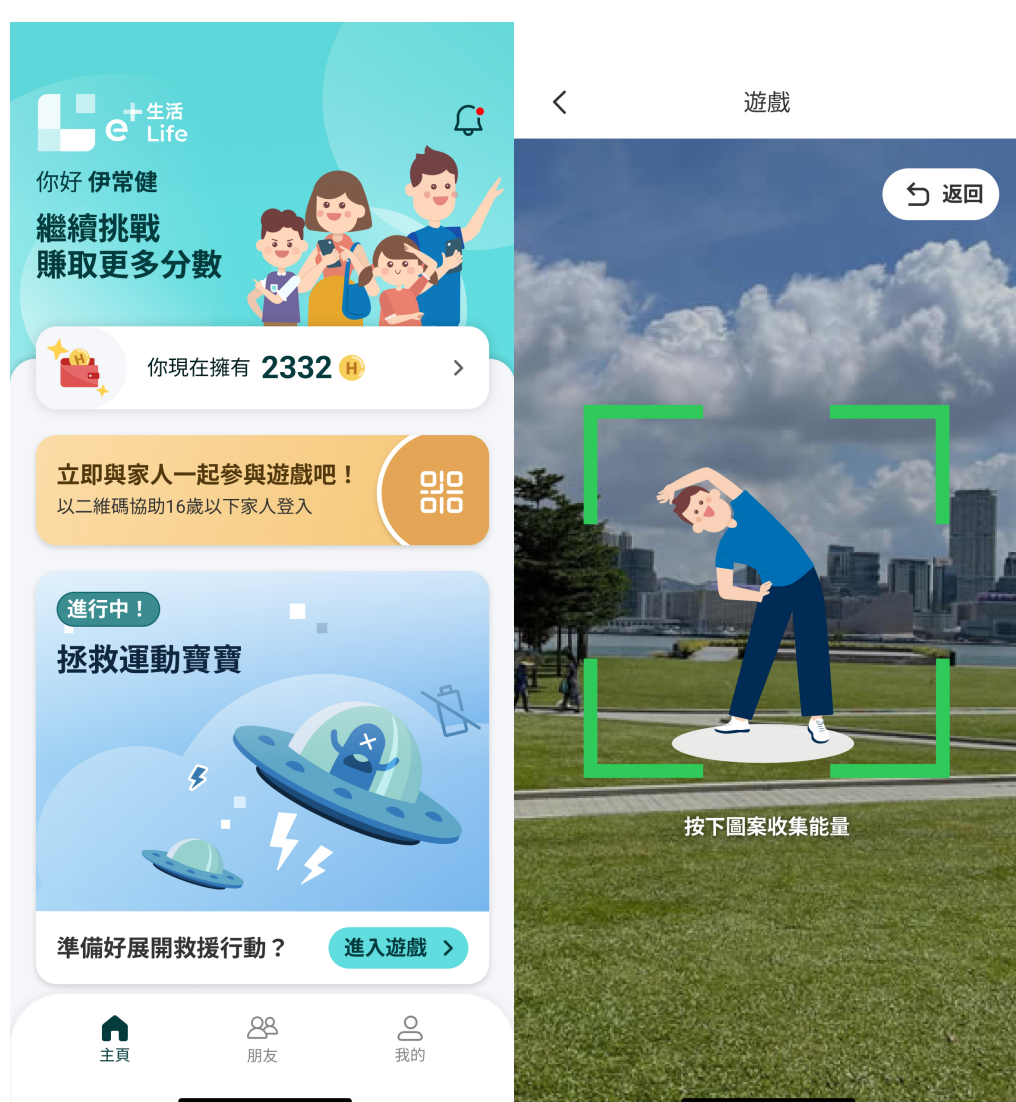 e+生活
Life
你好 伊常健
繼續挑戰
賺取更多分數
H
你現在擁有 2332 H
立即與家人一起參與遊戲吧！
以二維碼協助16歲以下家人登入
進行中！
拯救運動寶寶
準備好展開救援行動？
進入遊戲
主頁
朋友
我的
遊戲
返回
按下圖案收集能量